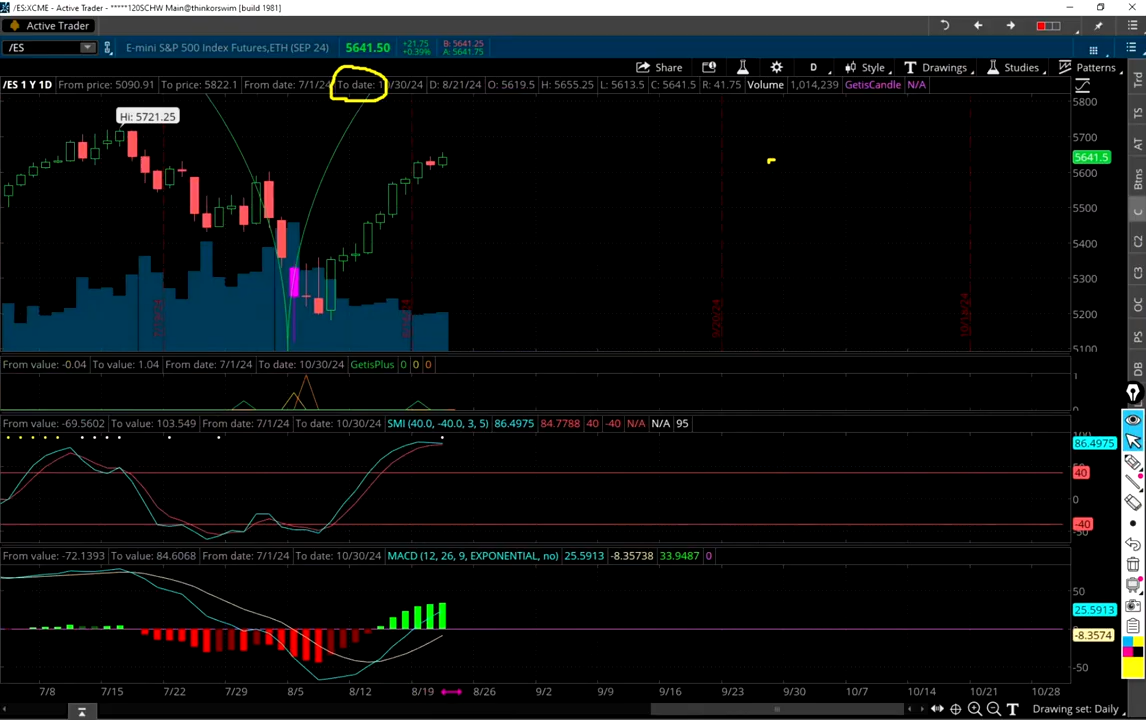 /ES:XCME - Active Trader - *****120SCHW Main@thinkorswim [build 1981]
Active Trader
/ES E-mini S&P 500 Index Futures,ETH (SEP 24) 5641.50 +21.75 B: 5641.25
+0.39% A: 5641.75
Share D Style Drawings Studies Patterns
/ES 1 Y 1D From price: 5090.91 To price: 5822.1 From date: 7/1/24 To date: 10/30/24 D: 8/21/24 O: 5619.5 H: 5655.25 L: 5613.5 C: 5641.5 R: 41.75 Volume 1,014,239 GetisCandle N/A
Trd
TS
AT
Btns
C
C2
C3
OC
PS
DB
5800
Hi: 5721.25
5700
5641.5
5600
5500
5400
5300
5200
5100
9/20/24
10/18/24
From value: -0.04 To value: 1.04 From date: 7/1/24 To date: 10/30/24 GetisPlus 0 0 0
1
0
From value: -69.5602 To value: 103.549 From date: 7/1/24 To date: 10/30/24 SMI (40.0, -40.0, 3, 5) 86.4975 84.7788 40 -40 N/A N/A 95
100
86.4975
40
0
-40
From value: -72.1393 To value: 84.6068 From date: 7/1/24 To date: 10/30/24 MACD (12, 26, 9, EXPONENTIAL, no) 25.5913 -8.35738 33.9487 0
50
25.5913
-8.3574
-50
7/8 7/15 7/22 7/29 8/5 8/12 8/19 8/26 9/2 9/9 9/16 9/23 9/30 10/7 10/14 10/21 10/28
T Drawing set: Daily